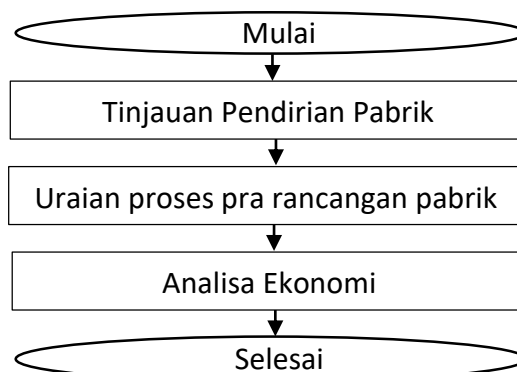 Mulai
Tinjauan Pendirian Pabrik
Uraian proses pra rancangan pabrik
Analisa Ekonomi
Selesai